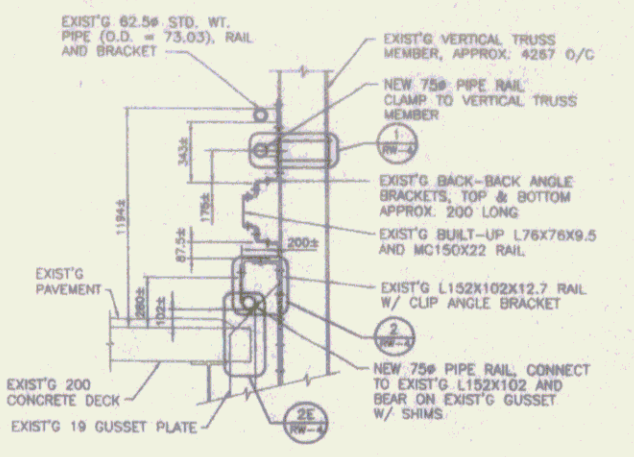 EXIST'G 62.5ø STD. WT.
PIPE (O.D. = 73.03), RAIL
AND BRACKET
EXIST'G VERTICAL TRUSS
MEMBER, APPROX. 4267 O/C
NEW 75ø PIPE RAIL
CLAMP TO VERTICAL TRUSS
MEMBER
1
RW-4
343±
175±
1194±
EXIST'G BACK-BACK ANGLE
BRACKETS, TOP & BOTTOM
APPROX. 200 LONG
EXIST'G BUILT-UP L76X76X9.5
AND MC150X22 RAIL
87.5±
200±
EXIST'G
PAVEMENT
280±
102±
EXIST'G L152X102X12.7 RAIL
W/ CLIP ANGLE BRACKET
2
RW-4
NEW 75ø PIPE RAIL, CONNECT
TO EXIST'G L152X102 AND
BEAR ON EXIST'G GUSSET
W/ SHIMS
EXIST'G 200
CONCRETE DECK
EXIST'G 19 GUSSET PLATE
2E
RW-4